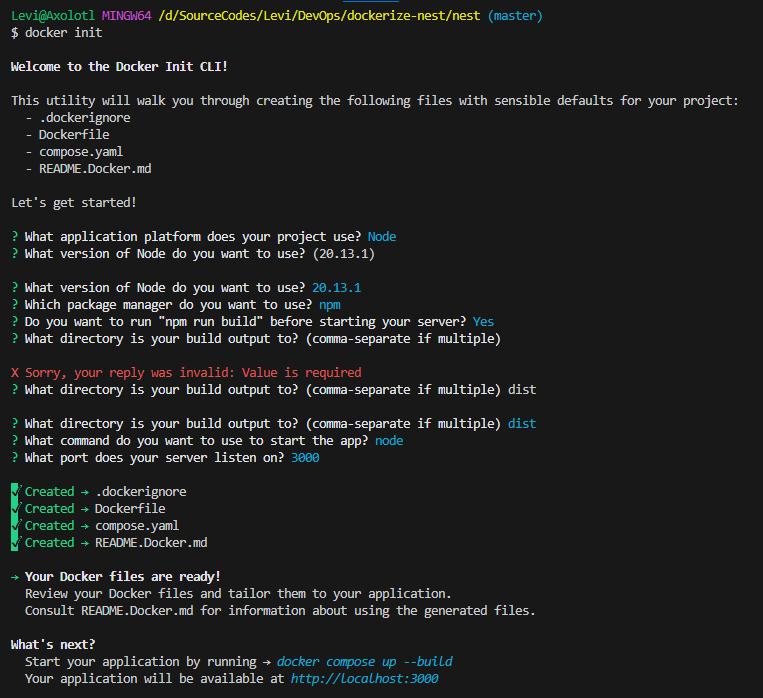 Levi@Axolotl MINGW64 /d/SourceCodes/Levi/DevOps/dockerize-nest/nest (master)
$ docker init
Welcome to the Docker Init CLI!
This utility will walk you through creating the following files with sensible defaults for your project:
- .dockerignore
- Dockerfile
- compose.yaml
- README.Docker.md
Let's get started!
? What application platform does your project use? Node
? What version of Node do you want to use? (20.13.1)
? What version of Node do you want to use? 20.13.1
? Which package manager do you want to use? npm
? Do you want to run "npm run build" before starting your server? Yes
? What directory is your build output to? (comma-separate if multiple)
X Sorry, your reply was invalid: Value is required
? What directory is your build output to? (comma-separate if multiple) dist
? What directory is your build output to? (comma-separate if multiple) dist
? What command do you want to use to start the app? node
? What port does your server listen on? 3000
✓ Created → .dockerignore
✓ Created → Dockerfile
✓ Created → compose.yaml
✓ Created → README.Docker.md
→ Your Docker files are ready!
Review your Docker files and tailor them to your application.
Consult README.Docker.md for information about using the generated files.
What's next?
Start your application by running → docker compose up --build
Your application will be available at http://localhost:3000